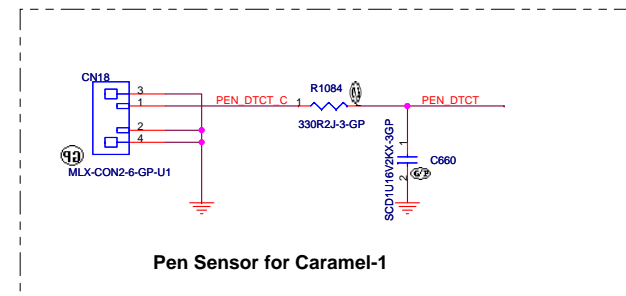 CN18
3
1
2
4
MLX-CON2-6-GP-U1
PEN_DTCT_C
1
R1084
330R2J-3-GP
PEN_DTCT
1
2
SCD1U16V2KX-3GP
C660
G/P
Pen Sensor for Caramel-1